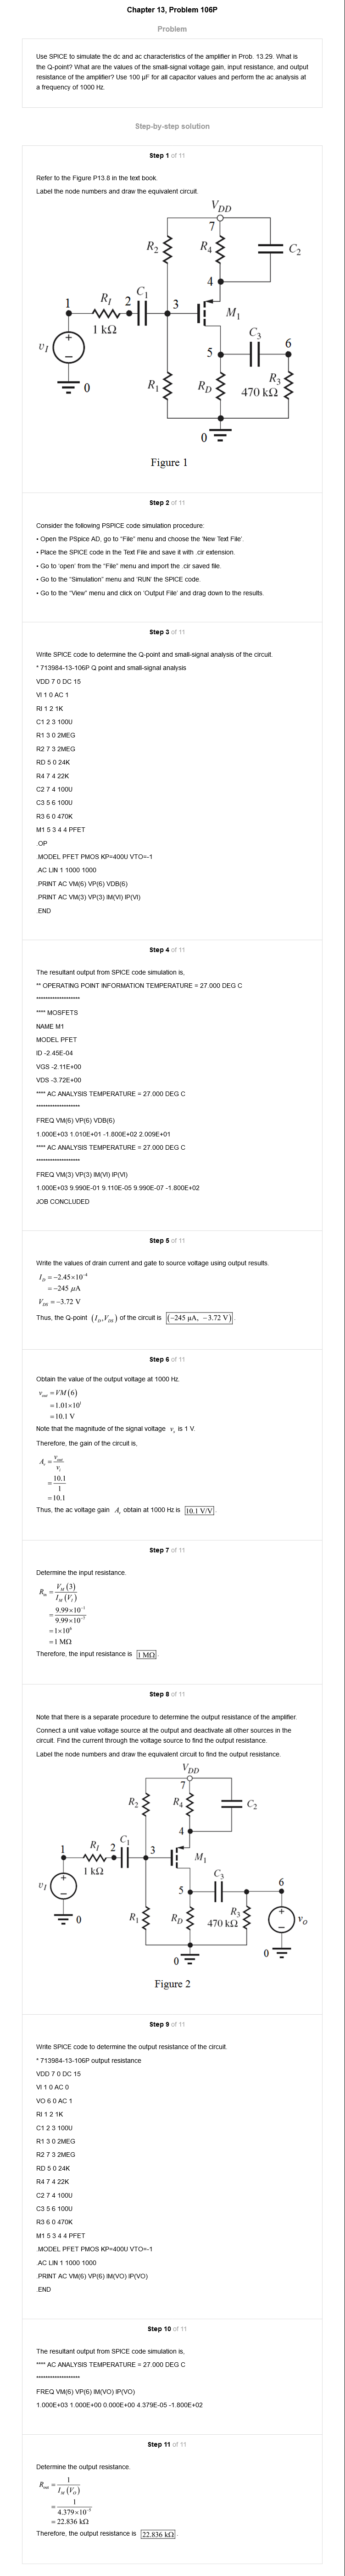 Chapter 13, Problem 106P
Problem
Use SPICE to simulate the dc and ac characteristics of the amplifier in Prob. 13.29. What is
the Q-point? What are the values of the small-signal voltage gain, input resistance, and output
resistance of the amplifier? Use 100 μF for all capacitor values and perform the ac analysis at
a frequency of 1000 Hz.
Step-by-step solution
Step 1 of 11
Refer to the Figure P13.8 in the text book.
Label the node numbers and draw the equivalent circuit.
V_DD
7
R_2
R_4
C_2
4
1
R_I
2
C_1
3
M_1
1 kΩ
C_3
v_I
5
6
R_1
R_D
R_3
470 kΩ
0
0
Figure 1
Step 2 of 11
Consider the following PSPICE code simulation procedure:
• Open the PSpice AD, go to “File” menu and choose the ‘New Text File’.
• Place the SPICE code in the Text File and save it with .cir extension.
• Go to ‘open’ from the “File” menu and import the .cir saved file.
• Go to the “Simulation” menu and ‘RUN’ the SPICE code.
• Go to the “View” menu and click on ‘Output File’ and drag down to the results.
Step 3 of 11
Write SPICE code to determine the Q-point and small-signal analysis of the circuit.
* 713984-13-106P Q point and small-signal analysis
VDD 7 0 DC 15
VI 1 0 AC 1
RI 1 2 1K
C1 2 3 100U
R1 3 0 2MEG
R2 7 3 2MEG
RD 5 0 24K
R4 7 4 22K
C2 7 4 100U
C3 5 6 100U
R3 6 0 470K
M1 5 3 4 4 PFET
.OP
.MODEL PFET PMOS KP=400U VTO=-1
.AC LIN 1 1000 1000
.PRINT AC VM(6) VP(6) VDB(6)
.PRINT AC VM(3) VP(3) IM(VI) IP(VI)
.END
Step 4 of 11
The resultant output from SPICE code simulation is,
** OPERATING POINT INFORMATION TEMPERATURE = 27.000 DEG C
********************
**** MOSFETS
NAME M1
MODEL PFET
ID -2.45E-04
VGS -2.11E+00
VDS -3.72E+00
**** AC ANALYSIS TEMPERATURE = 27.000 DEG C
********************
FREQ VM(6) VP(6) VDB(6)
1.000E+03 1.010E+01 -1.800E+02 2.009E+01
**** AC ANALYSIS TEMPERATURE = 27.000 DEG C
********************
FREQ VM(3) VP(3) IM(VI) IP(VI)
1.000E+03 9.990E-01 9.110E-05 9.990E-07 -1.800E+02
JOB CONCLUDED
Step 5 of 11
Write the values of drain current and gate to source voltage using output results.
I_D = −2.45×10^-4
= −245 μA
V_DS = −3.72 V
Thus, the Q-point (I_D, V_DS) of the circuit is (−245 μA, −3.72 V).
Step 6 of 11
Obtain the value of the output voltage at 1000 Hz.
v_out = VM(6)
= 1.01×10^1
= 10.1 V
Note that the magnitude of the signal voltage v_s is 1 V.
Therefore, the gain of the circuit is,
A_v = v_out / v_i
= 10.1 / 1
= 10.1
Thus, the ac voltage gain A_v obtain at 1000 Hz is 10.1 V/V.
Step 7 of 11
Determine the input resistance.
R_in = V_M(3) / I_M(V_I)
= 9.99×10^-1 / 9.99×10^-7
= 1×10^6
= 1 MΩ
Therefore, the input resistance is 1 MΩ.
Step 8 of 11
Note that there is a separate procedure to determine the output resistance of the amplifier.
Connect a unit value voltage source at the output and deactivate all other sources in the
circuit. Find the current through the voltage source to find the output resistance.
Label the node numbers and draw the equivalent circuit to find the output resistance.
V_DD
7
R_2
R_4
C_2
4
1
R_I
2
C_1
3
M_1
1 kΩ
C_3
v_I
5
6
R_1
R_D
R_3
470 kΩ
v_o
0
0
0
Figure 2
Step 9 of 11
Write SPICE code to determine the output resistance of the circuit.
* 713984-13-106P output resistance
VDD 7 0 DC 15
VI 1 0 AC 0
VO 6 0 AC 1
RI 1 2 1K
C1 2 3 100U
R1 3 0 2MEG
R2 7 3 2MEG
RD 5 0 24K
R4 7 4 22K
C2 7 4 100U
C3 5 6 100U
R3 6 0 470K
M1 5 3 4 4 PFET
.MODEL PFET PMOS KP=400U VTO=-1
.AC LIN 1 1000 1000
.PRINT AC VM(6) VP(6) IM(VO) IP(VO)
.END
Step 10 of 11
The resultant output from SPICE code simulation is,
**** AC ANALYSIS TEMPERATURE = 27.000 DEG C
********************
FREQ VM(6) VP(6) IM(VO) IP(VO)
1.000E+03 1.000E+00 0.000E+00 4.379E-05 -1.800E+02
Step 11 of 11
Determine the output resistance.
R_out = 1 / I_M(V_O)
= 1 / 4.379×10^-5
= 22.836 kΩ
Therefore, the output resistance is 22.836 kΩ.